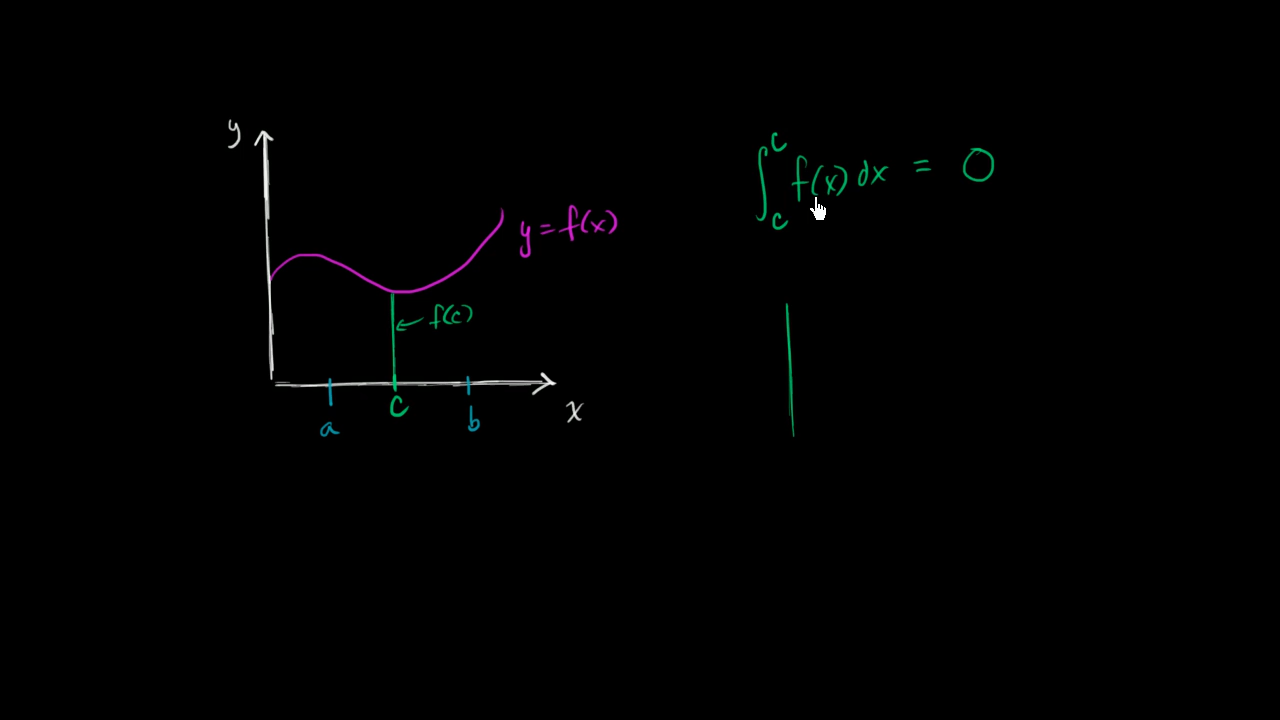 y
y = f(x)
← f(c)
a
c
b
x
∫_c^c f(x) dx = 0